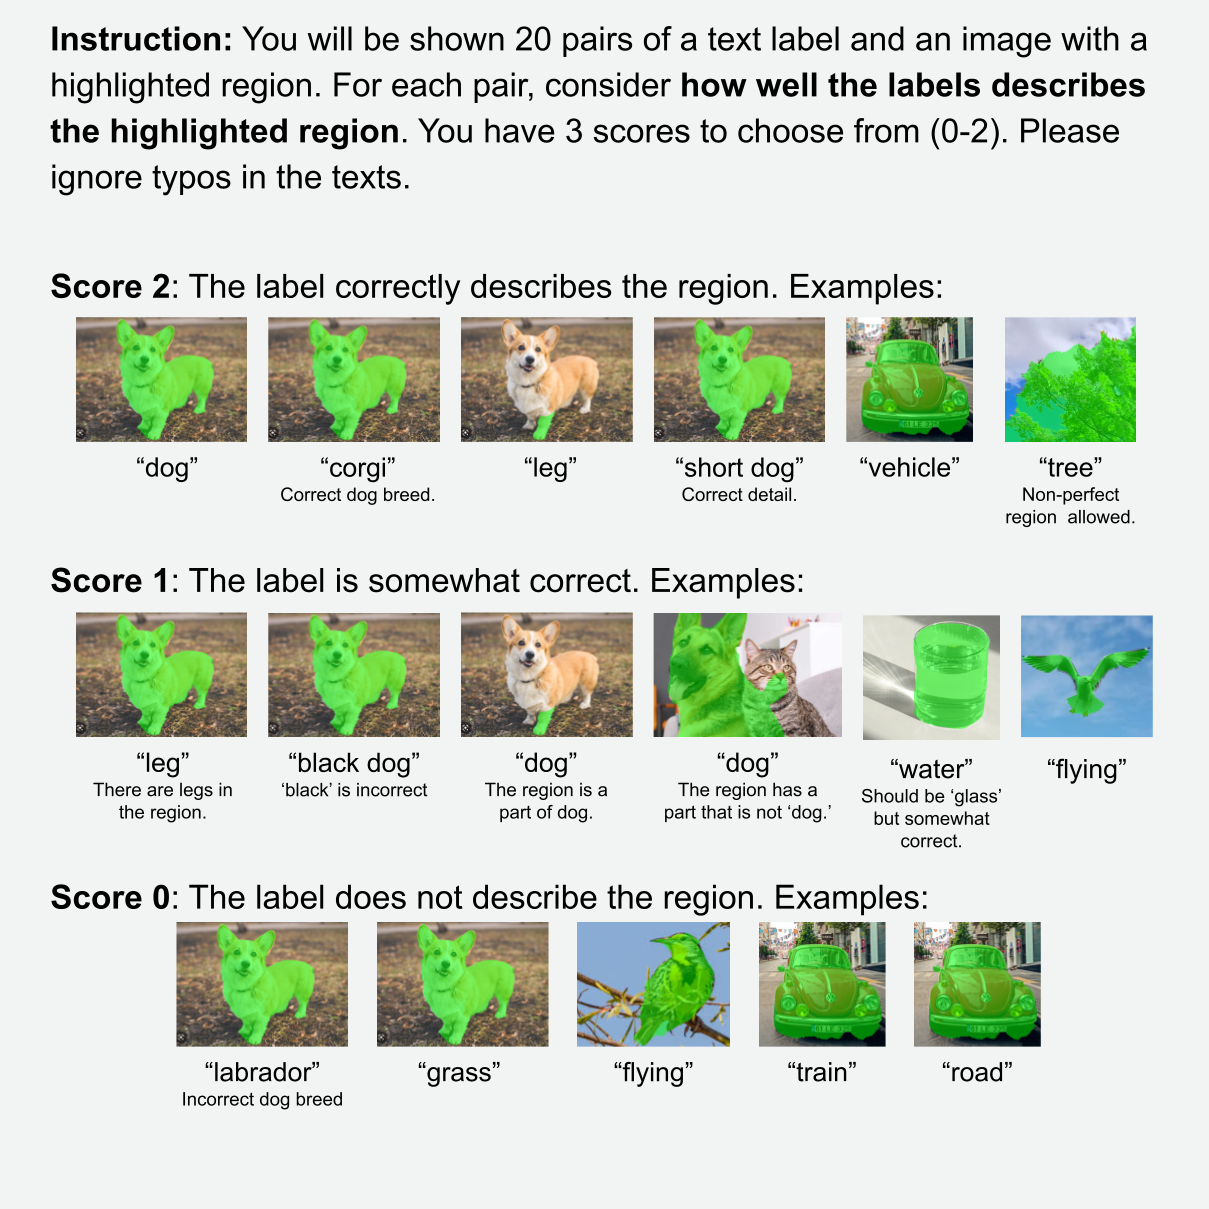 Instruction: You will be shown 20 pairs of a text label and an image with a
highlighted region. For each pair, consider how well the labels describes
the highlighted region. You have 3 scores to choose from (0-2). Please
ignore typos in the texts.
Score 2: The label correctly describes the region. Examples:
“dog” “corgi” “leg” “short dog” “vehicle” “tree”
Correct dog breed. Correct detail. Non-perfect
region allowed.
Score 1: The label is somewhat correct. Examples:
“leg” “black dog” “dog” “dog” “water” “flying”
There are legs in ‘black’ is incorrect The region is a The region has a Should be ‘glass’
the region. part of dog. part that is not ‘dog.’ but somewhat
correct.
Score 0: The label does not describe the region. Examples:
“labrador” “grass” “flying” “train” “road”
Incorrect dog breed